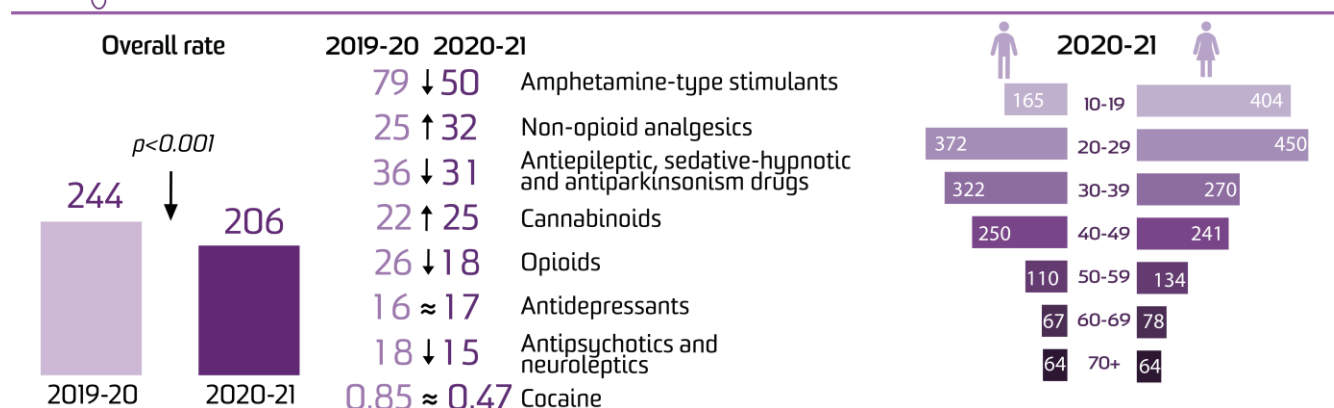 Overall rate
p<0.001
244
206
2019-20
2020-21
2019-20 2020-21
79 ↓ 50 Amphetamine-type stimulants
25 ↑ 32 Non-opioid analgesics
36 ↓ 31 Antiepileptic, sedative-hypnotic
and antiparkinsonism drugs
22 ↑ 25 Cannabinoids
26 ↓ 18 Opioids
16 ≈ 17 Antidepressants
18 ↓ 15 Antipsychotics and
neuroleptics
0.85 ≈ 0.47 Cocaine
2020-21
165 10-19 404
372 20-29 450
322 30-39 270
250 40-49 241
110 50-59 134
67 60-69 78
64 70+ 64